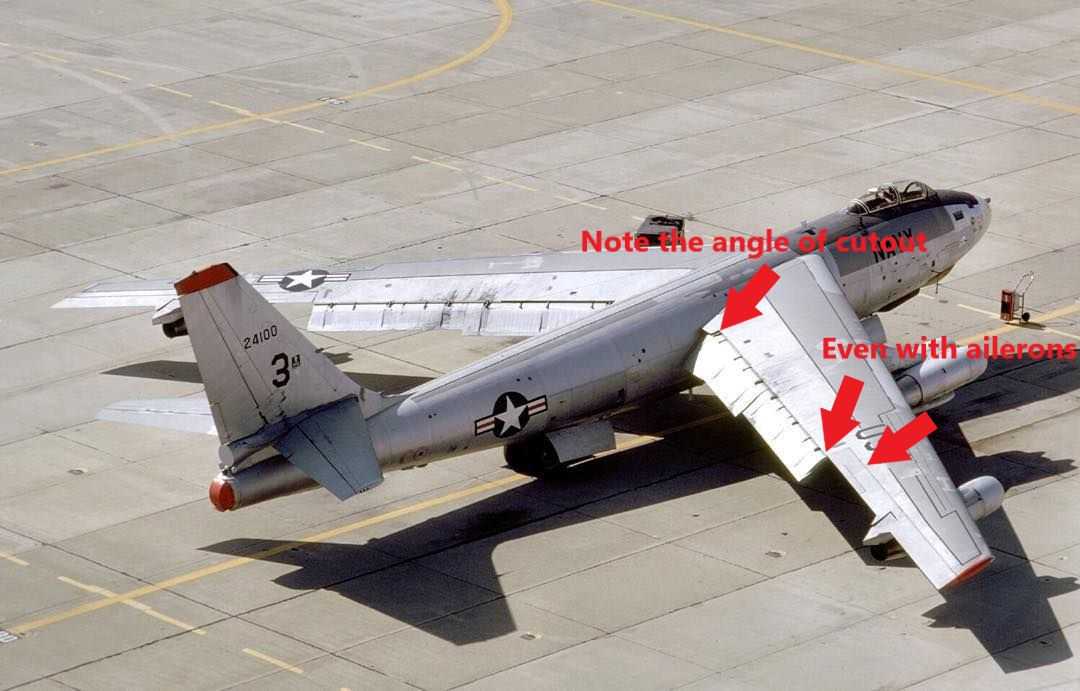 Note the angle of cutout
NAVY
Even with ailerons
24100
3